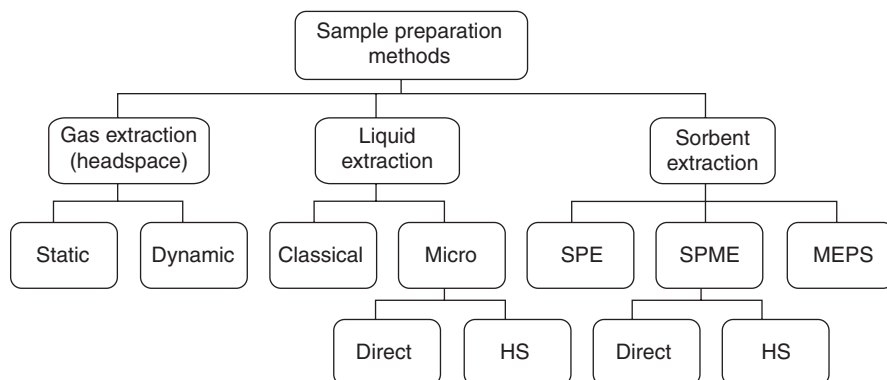 Sample preparation
methods
Gas extraction
(headspace)
Liquid
extraction
Sorbent
extraction
Static
Dynamic
Classical
Micro
SPE
SPME
MEPS
Direct
HS
Direct
HS